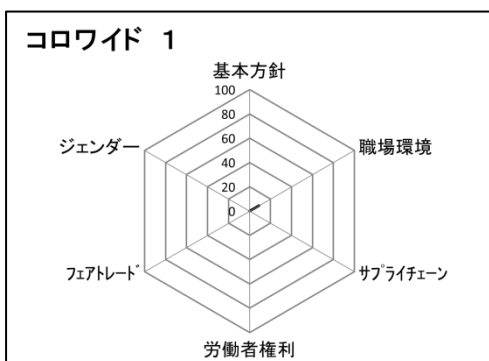 コロワイド 1
基本方針
100
80
60
40
20
0
ジェンダー
職場環境
フェアトレード
サプライチェーン
労働者権利